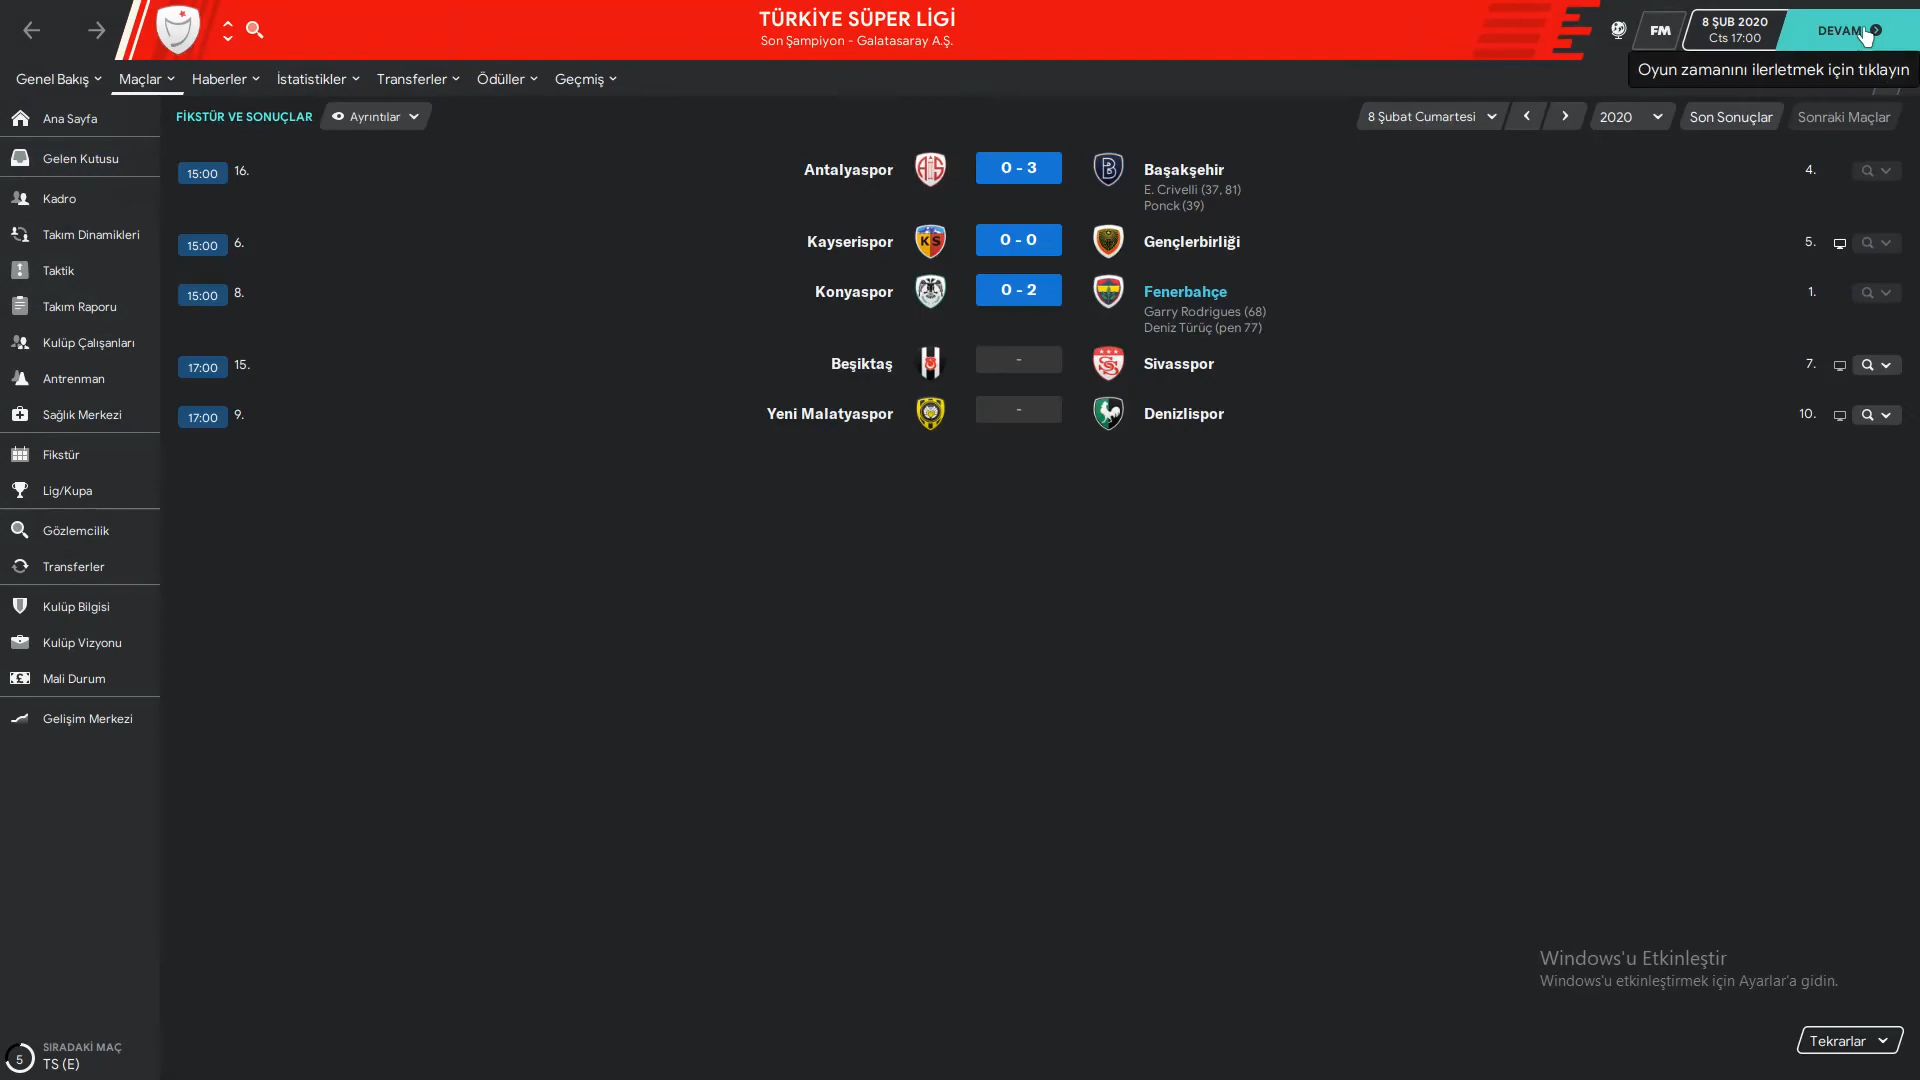 TÜRKİYE SÜPER LİGİ
Son Şampiyon - Galatasaray A.Ş.
FM
8 ŞUB 2020
Cts 17:00
DEVAM
Oyun zamanını ilerletmek için tıklayın
Genel Bakış
Maçlar
Haberler
İstatistikler
Transferler
Ödüller
Geçmiş
Ana Sayfa
Gelen Kutusu
Kadro
Takım Dinamikleri
Taktik
Takım Raporu
Kulüp Çalışanları
Antrenman
Sağlık Merkezi
Fikstür
Lig/Kupa
Gözlemcilik
Transferler
Kulüp Bilgisi
Kulüp Vizyonu
Mali Durum
Gelişim Merkezi
5 SIRADAKİ MAÇ
TS (E)
FİKSTÜR VE SONUÇLAR
Ayrıntılar
8 Şubat Cumartesi
2020
Son Sonuçlar
Sonraki Maçlar
15:00 16. Antalyaspor 0 - 3 Başakşehir 4.
E. Crivelli (37, 81)
Ponck (39)
15:00 6. Kayserispor 0 - 0 Gençlerbirliği 5.
15:00 8. Konyaspor 0 - 2 Fenerbahçe 1.
Garry Rodrigues (68)
Deniz Türüç (pen 77)
17:00 15. Beşiktaş - Sivasspor 7.
17:00 9. Yeni Malatyaspor - Denizlispor 10.
Windows'u Etkinleştir
Windows'u etkinleştirmek için Ayarlar'a gidin.
Tekrarlar